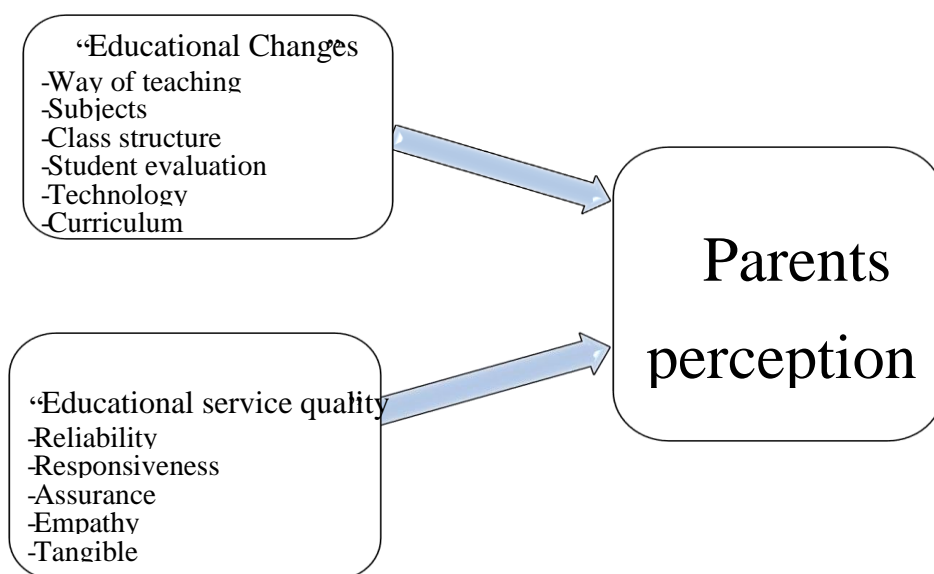 “Educational Changes”
-Way of teaching
-Subjects
-Class structure
-Student evaluation
-Technology
-Curriculum
“Educational service quality”
-Reliability
-Responsiveness
-Assurance
-Empathy
-Tangible
Parents
perception